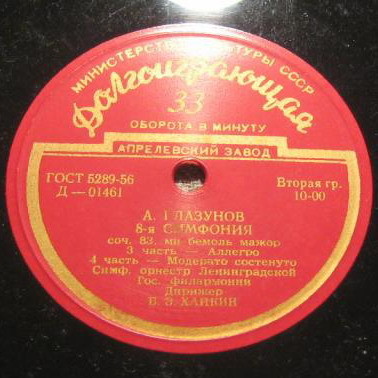 МИНИСТЕРСТВО КУЛЬТУРЫ СССР
Долгоиграющая
33
ОБОРОТА В МИНУТУ
АПРЕЛЕВСКИЙ ЗАВОД
ГОСТ 5289-56
Д — 01461
Вторая гр.
10-00
А. ГЛАЗУНОВ
8-я СИМФОНИЯ
соч. 83, ми бемоль мажор
3 часть — Аллегро
4 часть — Модерато состенуто
Симф. оркестр Ленинградской
Гос. филармонии
Дирижер
Б. Э. ХАЙКИН